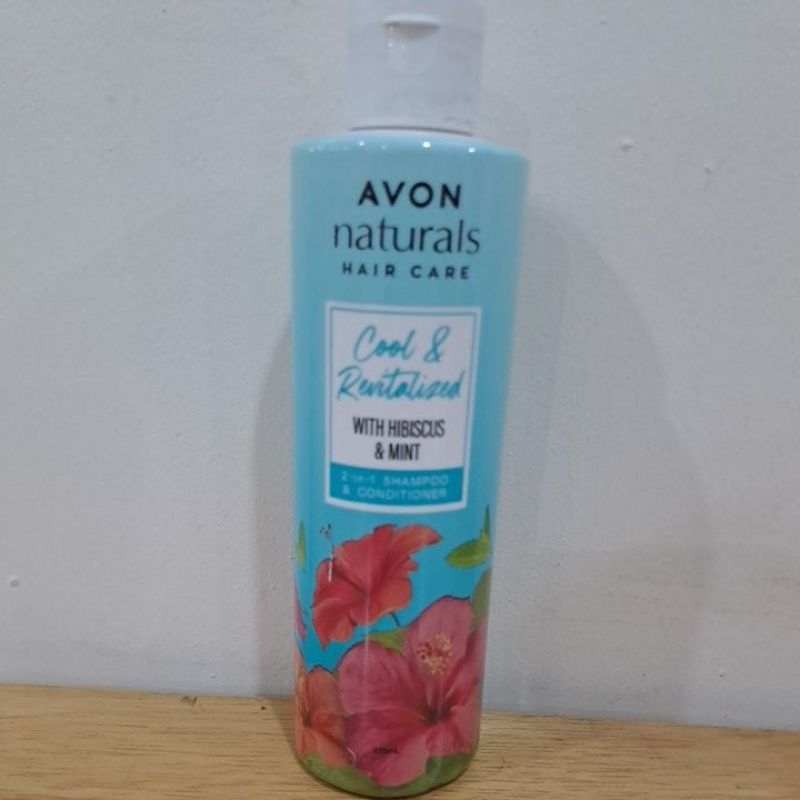 AVON
naturals
HAIR CARE
Cool &
Revitalized
WITH HIBISCUS
& MINT
2-in-1 SHAMPOO
& CONDITIONER